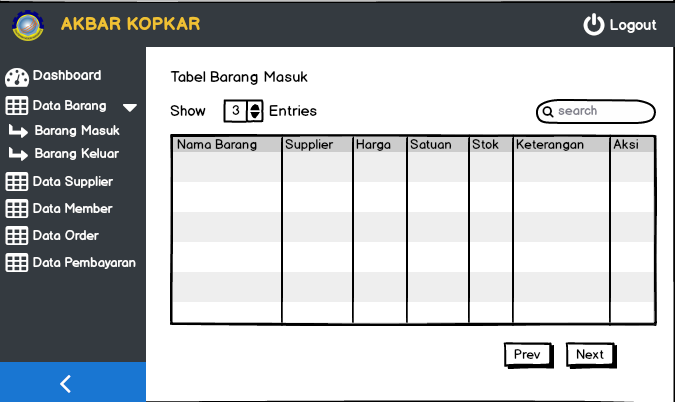 AKBAR KOPKAR
Logout
Dashboard
Data Barang
Barang Masuk
Barang Keluar
Data Supplier
Data Member
Data Order
Data Pembayaran
Tabel Barang Masuk
Show 3 Entries
search
Nama Barang Supplier Harga Satuan Stok Keterangan Aksi
Prev Next